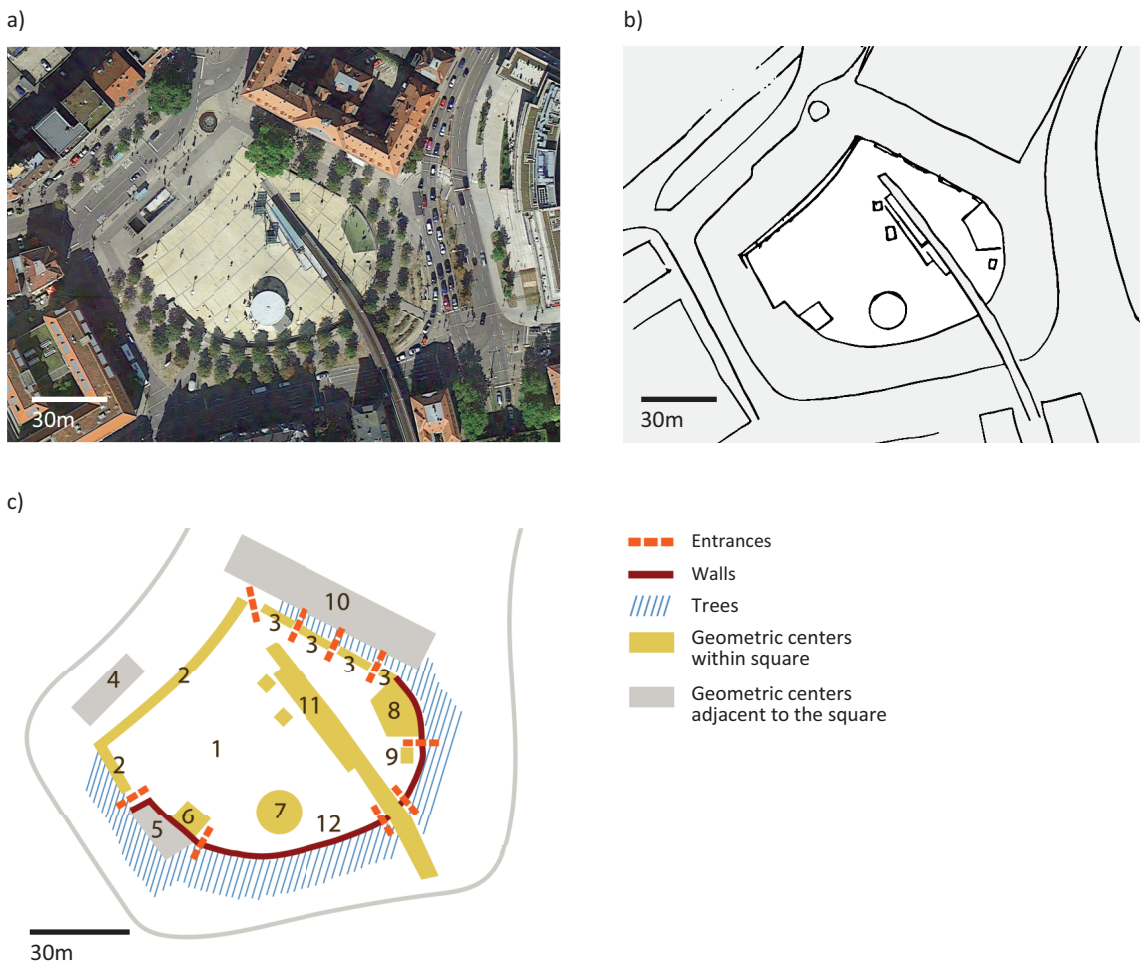 a)
b)
30m
30m
c)
Entrances
Walls
Trees
Geometric centers
within square
Geometric centers
adjacent to the square
10
3
3
3
3
2
4
11
8
1
9
2
7
6
12
5
30m